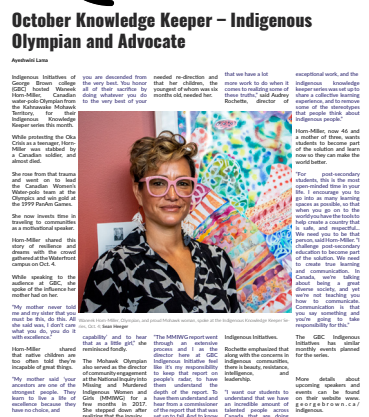 October Knowledge Keeper – Indigenous
Olympian and Advocate
Ayeshwini Lama
Indigenous Initiatives of
George Brown College
(GBC) hosted Waneek
Horn-Miller, Canadian
water-polo Olympian from
the Kahnawake Mohawk
Territory, for their
Indigenous Knowledge
Keeper series this month.
While protesting the Oka
Crisis as a teenager, Horn-
Miller was stabbed by
a Canadian soldier, and
almost died.
She rose from that trauma
and went on to lead
the Canadian Women's
Water-polo team at the
Olympics and win gold at
the 1999 PanAm Games.
She now invests time in
traveling to communities
as a motivational speaker.
Horn-Miller shared this
story of resilience and
dreams with the crowd
gathered at the Waterfront
campus on Oct. 4.
While speaking to the
audience at GBC, she
spoke of the influence her
mother had on her.
"My mother never told
me and my sister that you
must be this, do this. All
she said was, I don't care
what you do, you do it
with excellence."
Horn-Miller shared
that native children are
too often told they're
incapable of great things.
"My mother said 'your
ancestors are one of the
strongest people. So you
learn to live a life of
excellence because they
have no choice, and
you are descended from
the very best. You honor
all of their sacrifice by
doing whatever you do
to the very best of your
capability' and to hear
that as a little girl," she
reminisced fondly.
The Mohawk Olympian
also served as the director
of community engagement
at the National Inquiry into
Missing and Murdered
Indigenous Women and
Girls (MMIWG) for a
few months in 2017.
She stepped down after
realizing that the inquiry
needed re-direction and
that her children, the
youngest of whom was six
months old, needed her.
"The MMIWG report went
through an extensive
process and I as the
director here at GBC
Indigenous Initiatives feel
like it's my responsibility
to keep that report on
people's radar, to have
them understand the
importance of it. To have
them understand and
hear from a commissioner
of the report that was
that we have a lot
more work to do when it
comes to realizing some of
these truths," said Audrey
Rochette, director of
Indigenous Initiatives.
Rochette emphasized that
along with the concerns in
indigenous communities,
there is beauty, resistance,
intelligence, and
leadership.
"I want our students to
understand that we have
an incredible amount of
talented people across
Canada that are doing
exceptional work, and the
indigenous knowledge
keeper series was set up to
share a collective learning
experience, and to remove
some of the stereotypes
that people think about
indigenous people."
Horn-Miller, now 46 and
a mother of three, wants
students to become part
of the solution and learn
now so they can make the
world better.
"For post-secondary
students, this is the most
open-minded time in your
life. I encourage you to
go into as many learning
spaces as possible, so that
when you go on to the
world you have the tools to
help create a country that
is safe, and respectful...
We need you to be that
person, said Horn-Miller. "I
challenge post-secondary
education to become part
of the solution. We need
to create true learning
and communication. In
Canada, we're talking
about being a great
diverse society, and yet
we're not teaching you
how to communicate.
Communication is that
you say something and
you're going to take
responsibility for this."
The GBC Indigenous
Initiatives has similar
monthly events planned
for the series.
More details about
upcoming speakers and
events can be found
on their website www.
georgebrown.ca/
indigenous.
Waneek Horn-Miller, Olympian, and proud Mohawk woman, spoke at the Indigenous Knowledge Keeper